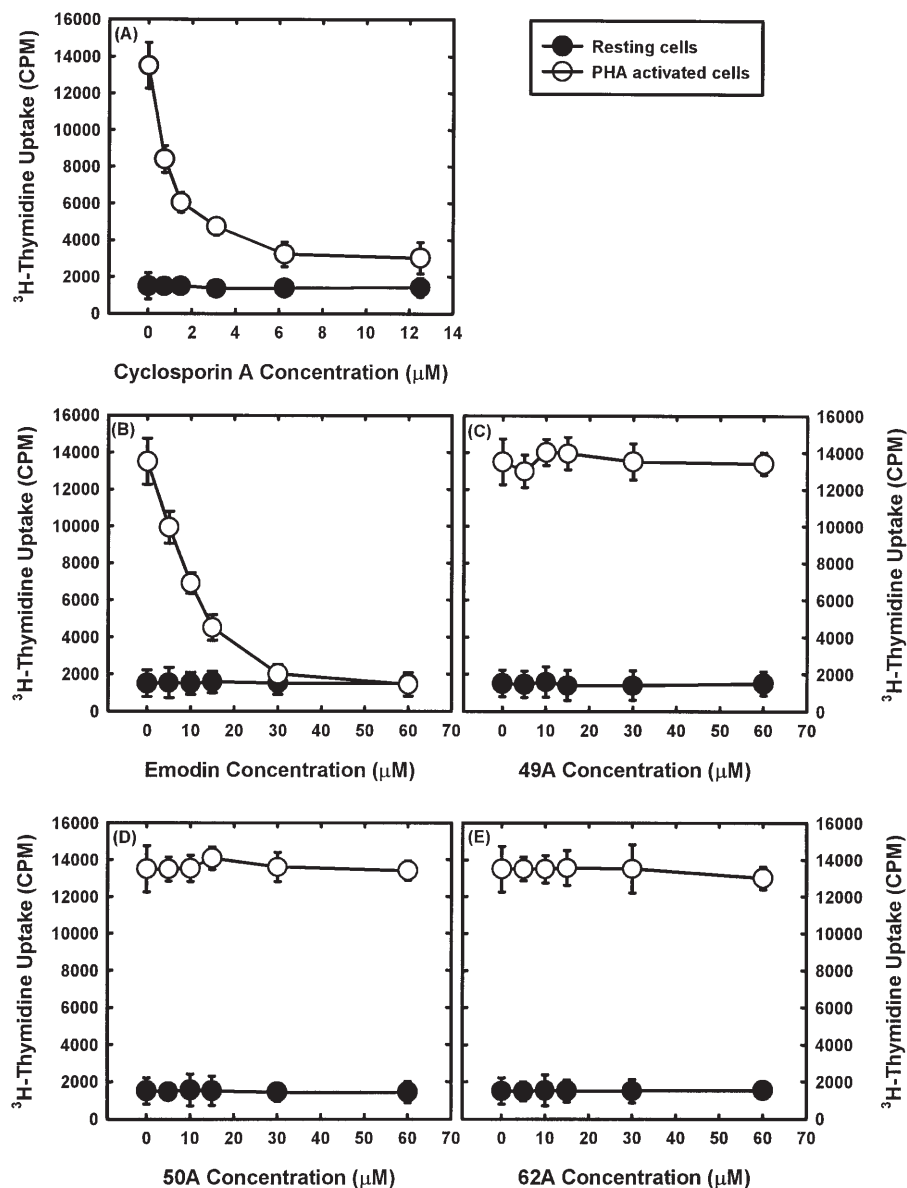 (A)
Resting cells
PHA activated cells
³H-Thymidine Uptake (CPM)
16000
14000
12000
10000
8000
6000
4000
2000
0
0 2 4 6 8 10 12 14
Cyclosporin A Concentration (μM)
(B)
³H-Thymidine Uptake (CPM)
16000
14000
12000
10000
8000
6000
4000
2000
0
0 10 20 30 40 50 60 70
Emodin Concentration (μM)
(C)
16000
14000
12000
10000
8000
6000
4000
2000
0
³H-Thymidine Uptake (CPM)
0 10 20 30 40 50 60 70
49A Concentration (μM)
(D)
³H-Thymidine Uptake (CPM)
16000
14000
12000
10000
8000
6000
4000
2000
0
0 10 20 30 40 50 60 70
50A Concentration (μM)
(E)
16000
14000
12000
10000
8000
6000
4000
2000
0
³H-Thymidine Uptake (CPM)
0 10 20 30 40 50 60 70
62A Concentration (μM)